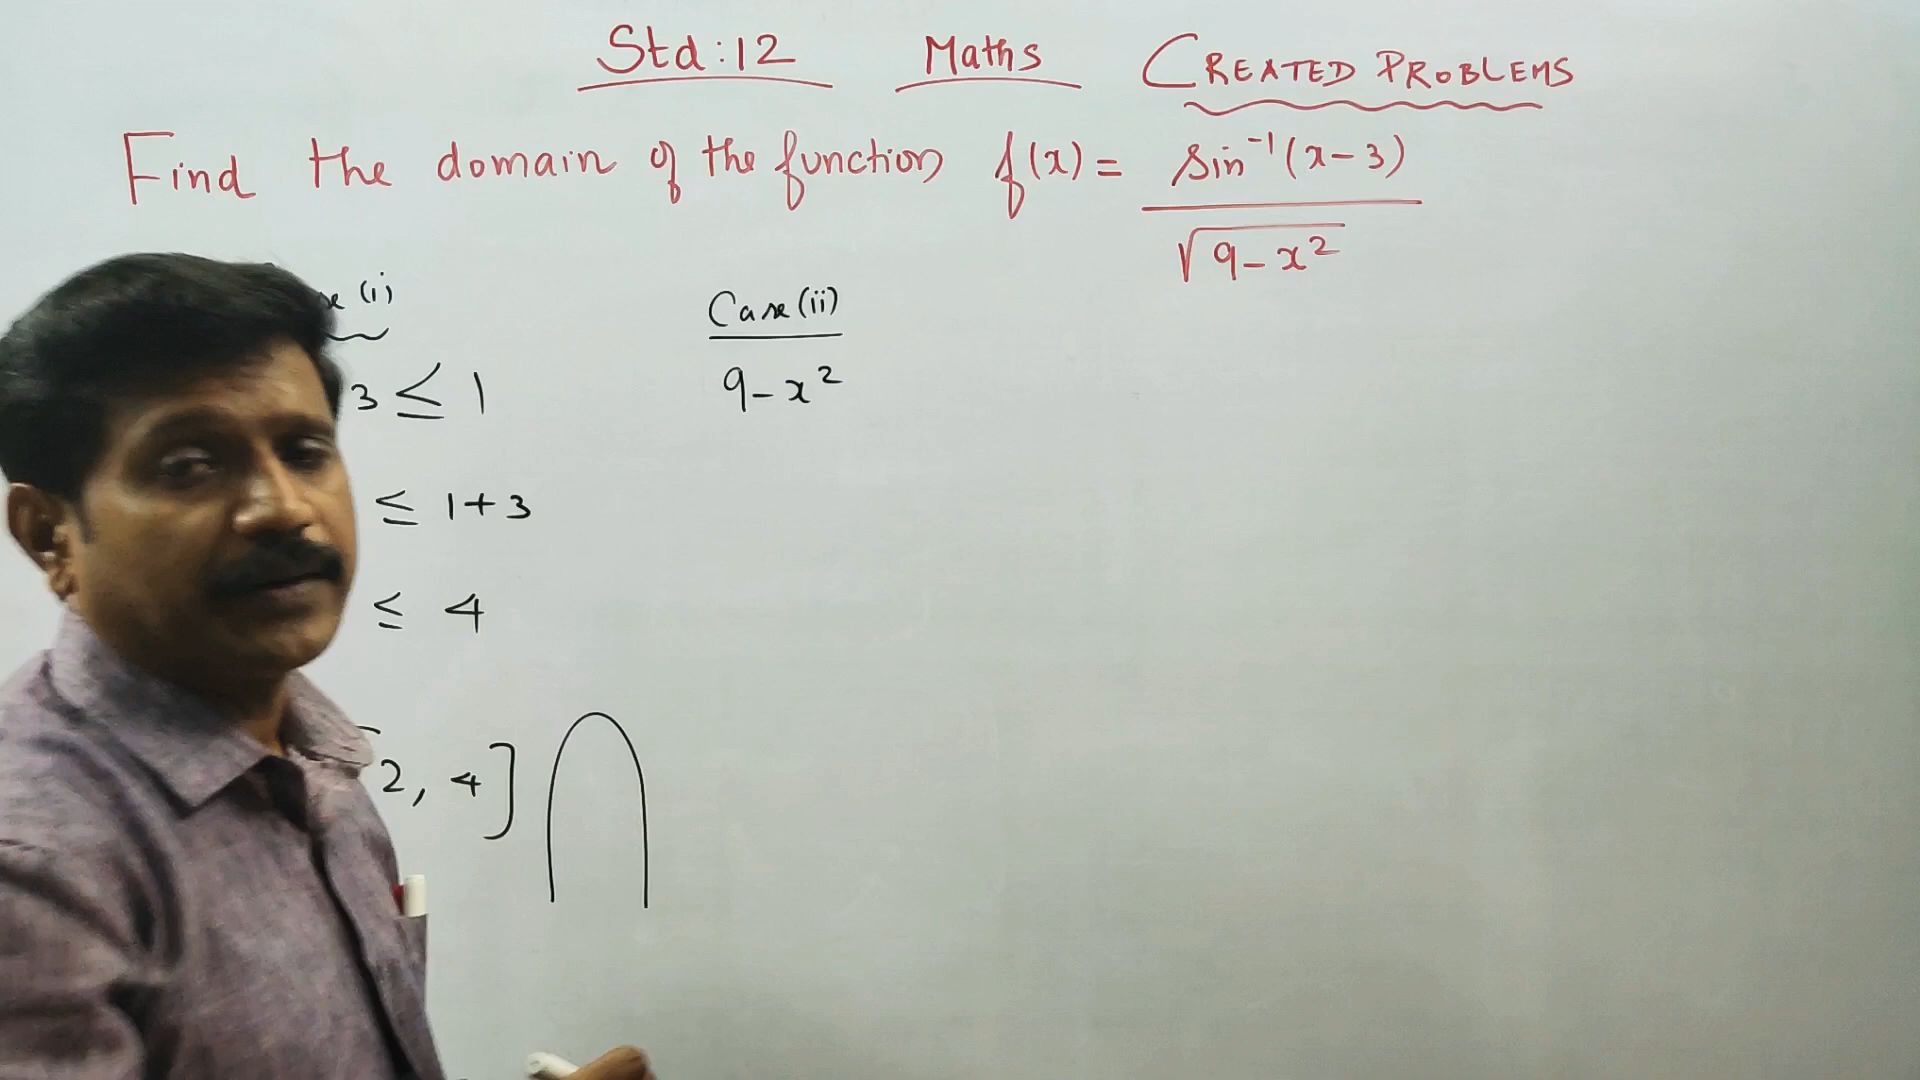 Std:12 Maths CREATED PROBLEMS
Find the domain of the function f(x) = sin⁻¹(x-3)
√9-x²
(i)
Case (ii)
3 ≤ 1
9-x²
≤ 1+3
≤ 4
2, 4] ∩